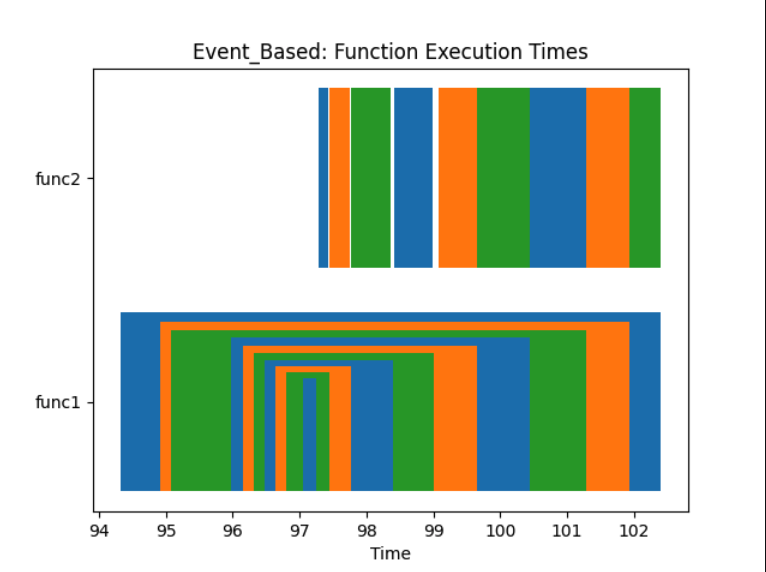 Event_Based: Function Execution Times
func2
func1
94 95 96 97 98 99 100 101 102
Time